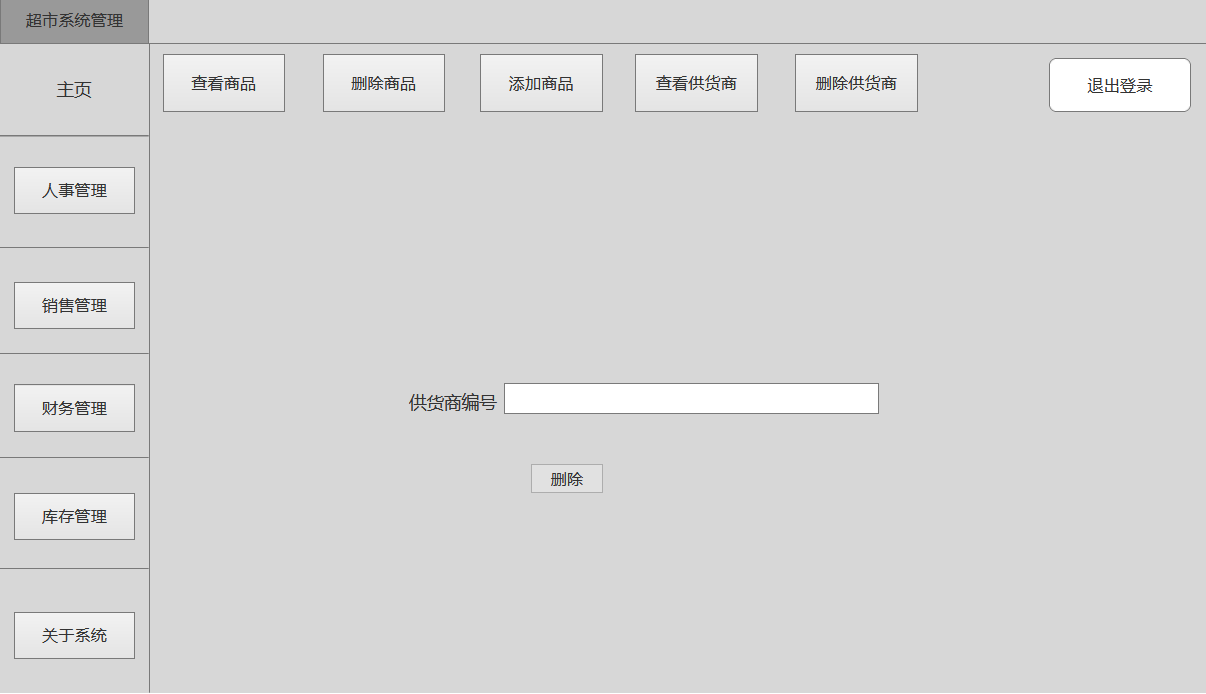 超市系统管理
主页
查看商品
删除商品
添加商品
查看供货商
删除供货商
退出登录
人事管理
销售管理
财务管理
供货商编号
删除
库存管理
关于系统